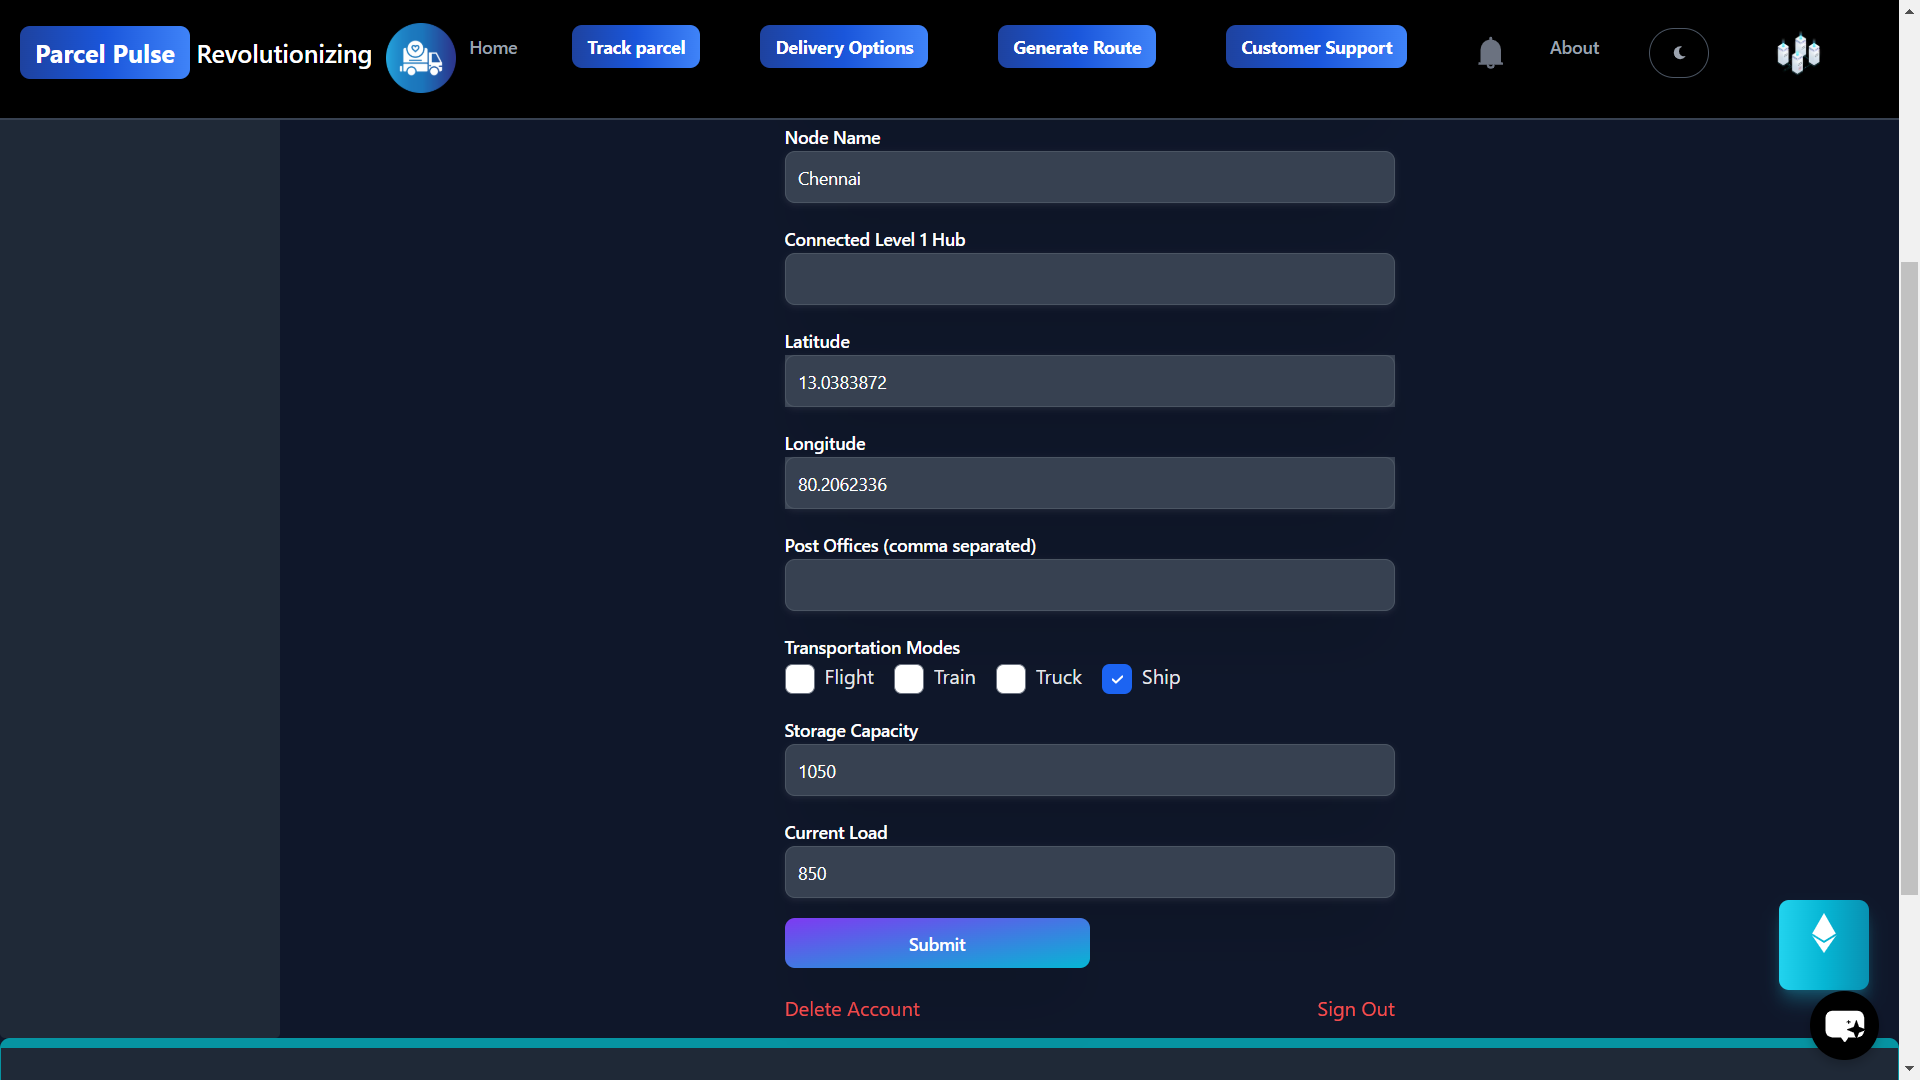 Parcel Pulse Revolutionizing
Home
Track parcel
Delivery Options
Generate Route
Customer Support
About
Node Name
Chennai
Connected Level 1 Hub
Latitude
13.0383872
Longitude
80.2062336
Post Offices (comma separated)
Transportation Modes
Flight Train Truck Ship
Storage Capacity
1050
Current Load
850
Submit
Delete Account
Sign Out